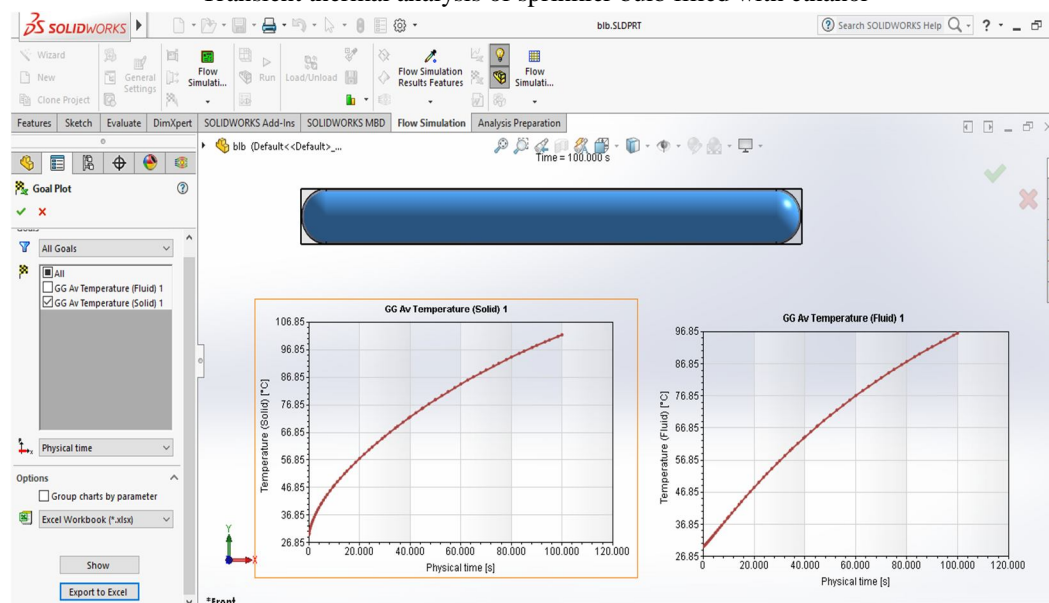 Transient thermal analysis of sprinkler bulb filled with ethanol
SOLIDWORKS
blb.SLDPRT
Search SOLIDWORKS Help
?
Wizard
New
Clone Project
General Settings
Flow Simulati...
Run
Load/Unload
Flow Simulation Results Features
Flow Simulati...
Features
Sketch
Evaluate
DimXpert
SOLIDWORKS Add-Ins
SOLIDWORKS MBD
Flow Simulation
Analysis Preparation
blb (Default<<Default>_...
Time = 100.000 s
Goal Plot
All Goals
All
GG Av Temperature (Fluid) 1
GG Av Temperature (Solid) 1
Physical time
Options
Group charts by parameter
Excel Workbook (*.xlsx)
Show
Export to Excel
GG Av Temperature (Solid) 1
Temperature (Solid) [°C]
106.85
96.85
86.85
76.85
66.85
56.85
46.85
36.85
26.85
0 20.000 40.000 60.000 80.000 100.000 120.000
Physical time [s]
GG Av Temperature (Fluid) 1
Temperature (Fluid) [°C]
96.85
86.85
76.85
66.85
56.85
46.85
36.85
26.85
0 20.000 40.000 60.000 80.000 100.000 120.000
Physical time [s]
Y
X
*Front